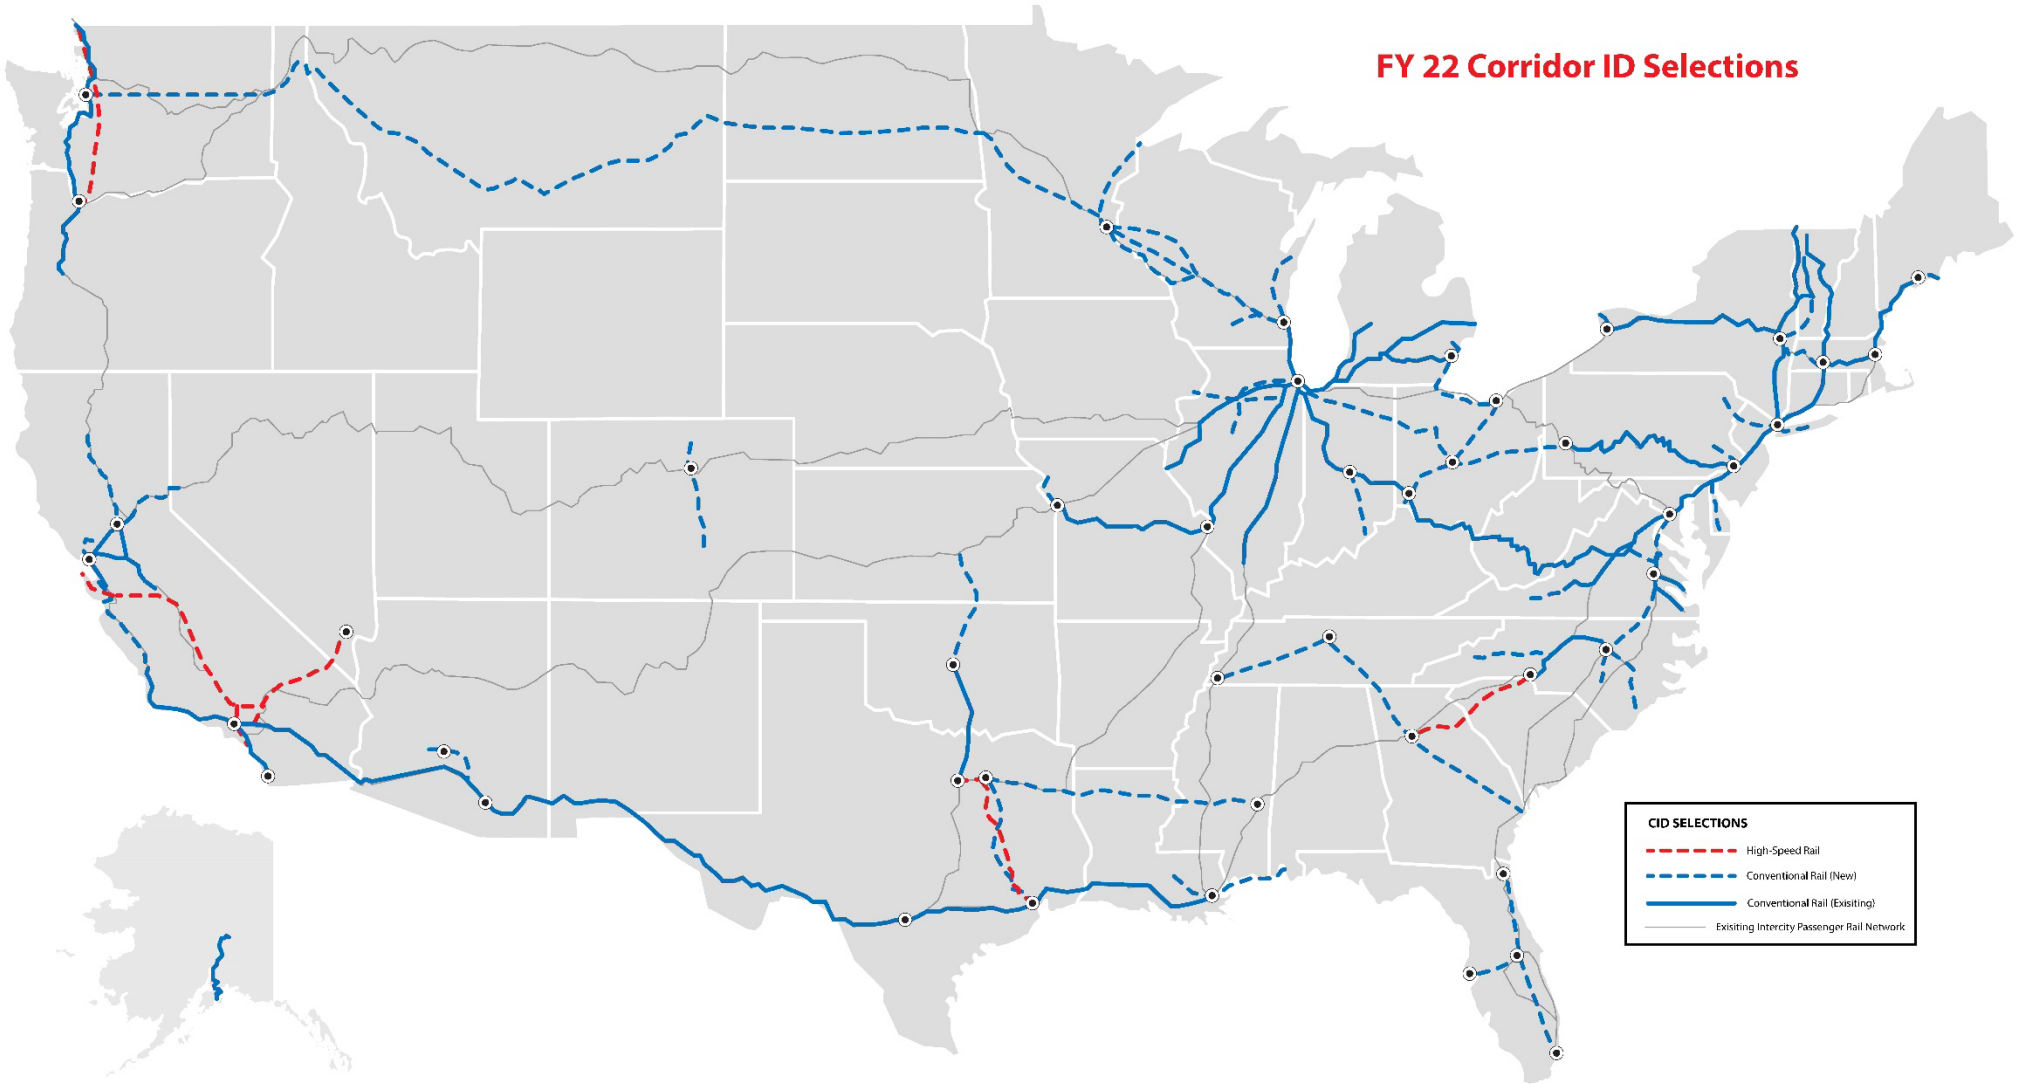 FY 22 Corridor ID Selections
CID SELECTIONS
High-Speed Rail
Conventional Rail (New)
Conventional Rail (Exisiting)
Exisiting Intercity Passenger Rail Network